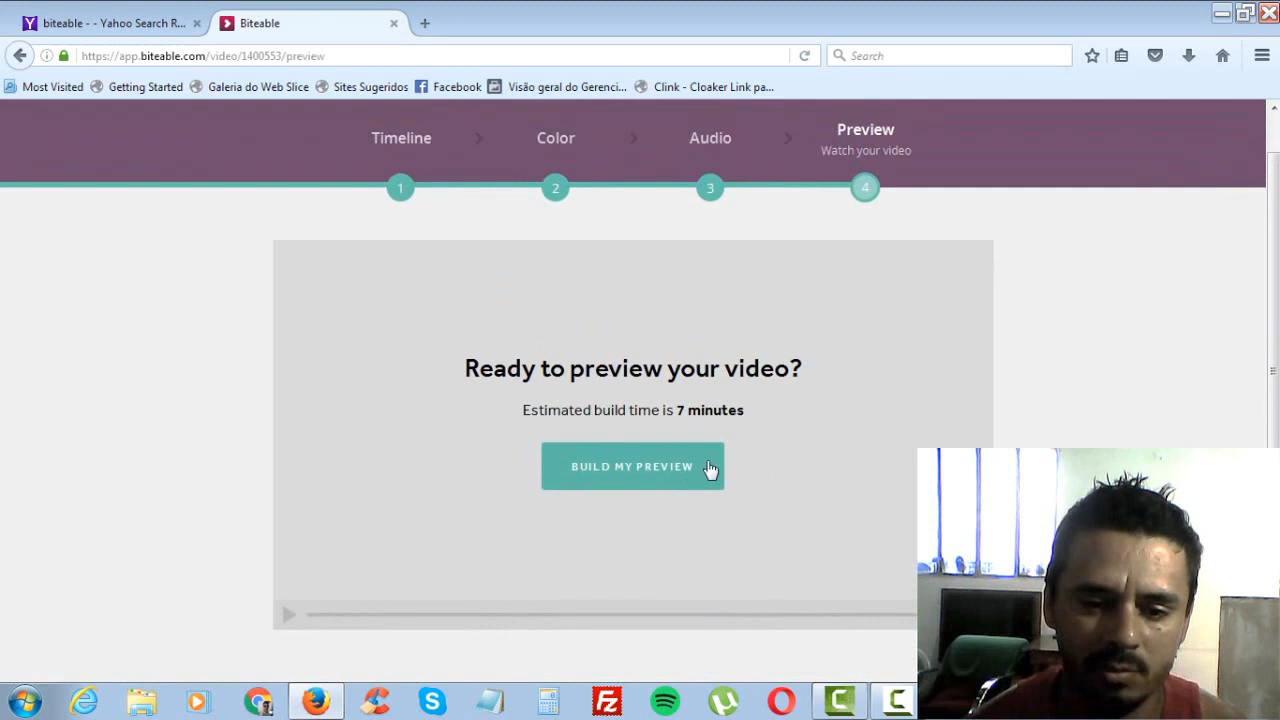 biteable - - Yahoo Search R...
Biteable
https://app.biteable.com/video/1400553/preview
Search
Most Visited
Getting Started
Galeria do Web Slice
Sites Sugeridos
Facebook
Visão geral do Gerenci...
Clink - Cloaker Link pa...
Timeline
Color
Audio
Preview
Watch your video
1
2
3
4
Ready to preview your video?
Estimated build time is 7 minutes
BUILD MY PREVIEW